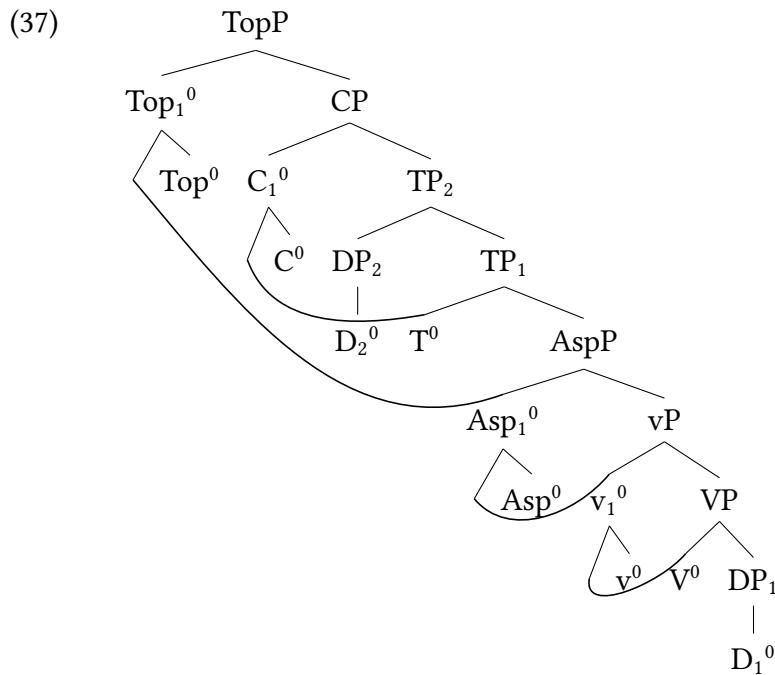 (37) TopP
Top₁⁰ CP
Top⁰ C₁⁰ TP₂
C⁰ DP₂ TP₁
D₂⁰ T⁰ AspP
Asp₁⁰ vP
Asp⁰ v₁⁰ VP
v⁰ V⁰ DP₁
D₁⁰